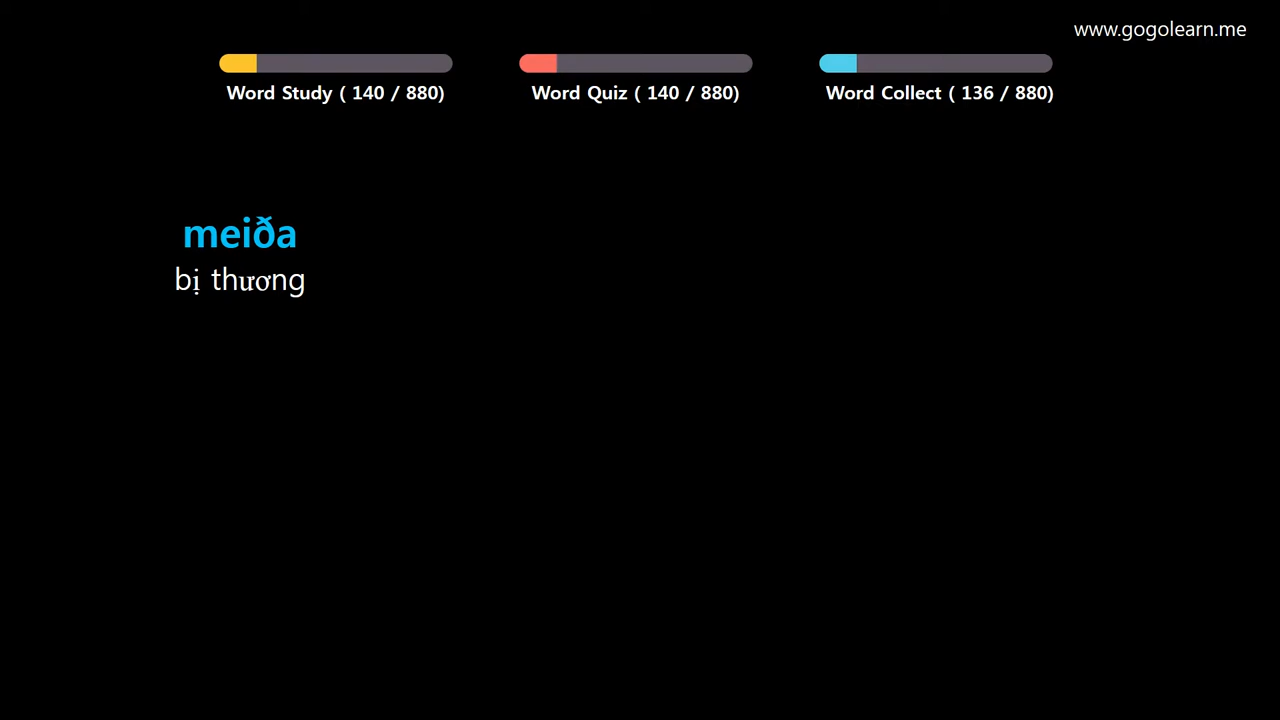 www.gogolearn.me
Word Study ( 140 / 880)
Word Quiz ( 140 / 880)
Word Collect ( 136 / 880)
meiða
bị thương